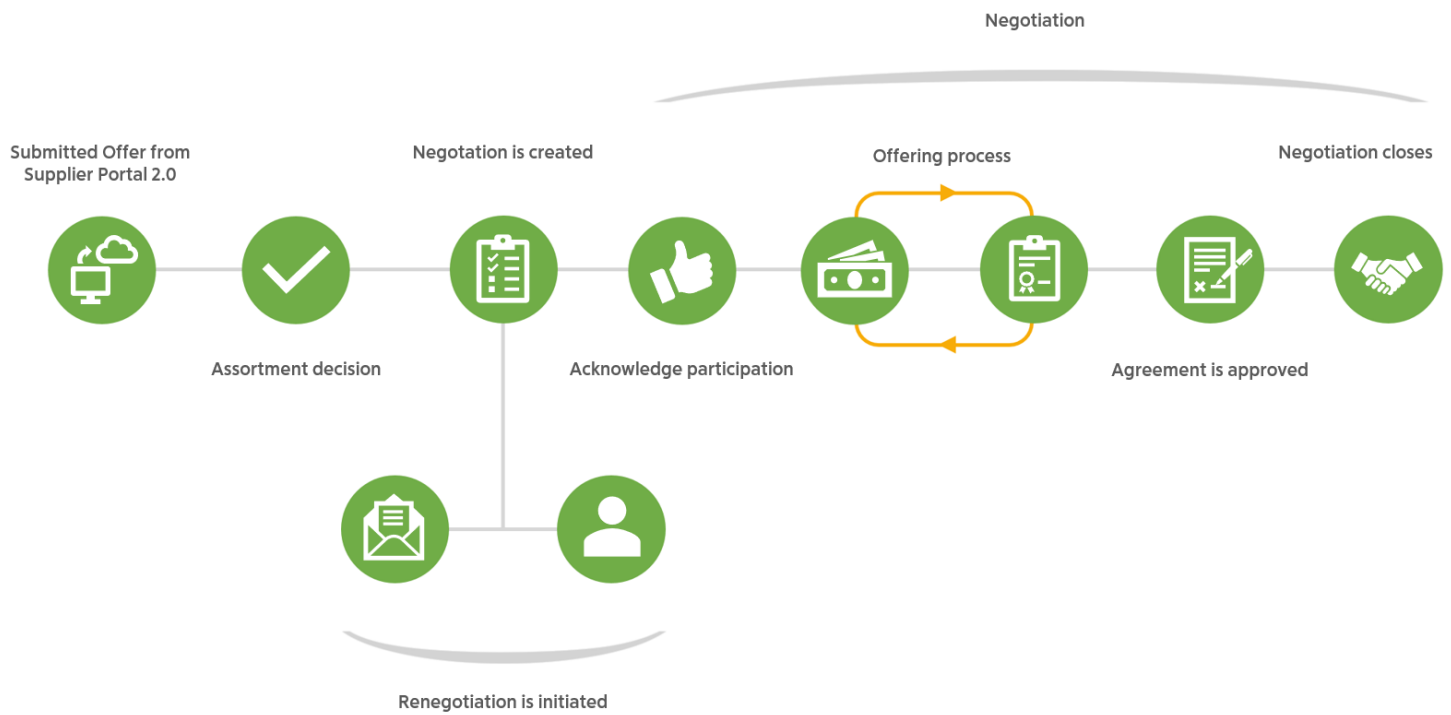 Negotiation
Submitted Offer from
Supplier Portal 2.0
Negotation is created
Offering process
Negotiation closes
Assortment decision
Acknowledge participation
Agreement is approved
Renegotiation is initiated